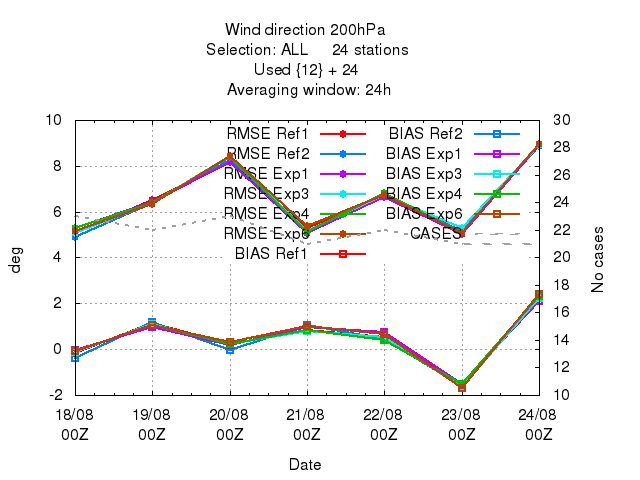 Wind direction 200hPa
Selection: ALL 24 stations
Used {12} + 24
Averaging window: 24h
10
8
6
4
2
0
-2
deg
30
28
26
24
22
20
18
16
14
12
10
No cases
RMSE Ref1
RMSE Ref2
RMSE Exp1
RMSE Exp3
RMSE Exp4
RMSE Exp6
BIAS Ref1
BIAS Ref2
BIAS Exp1
BIAS Exp3
BIAS Exp4
BIAS Exp6
CASES
18/08 19/08 20/08 21/08 22/08 23/08 24/08
00Z 00Z 00Z 00Z 00Z 00Z 00Z
Date